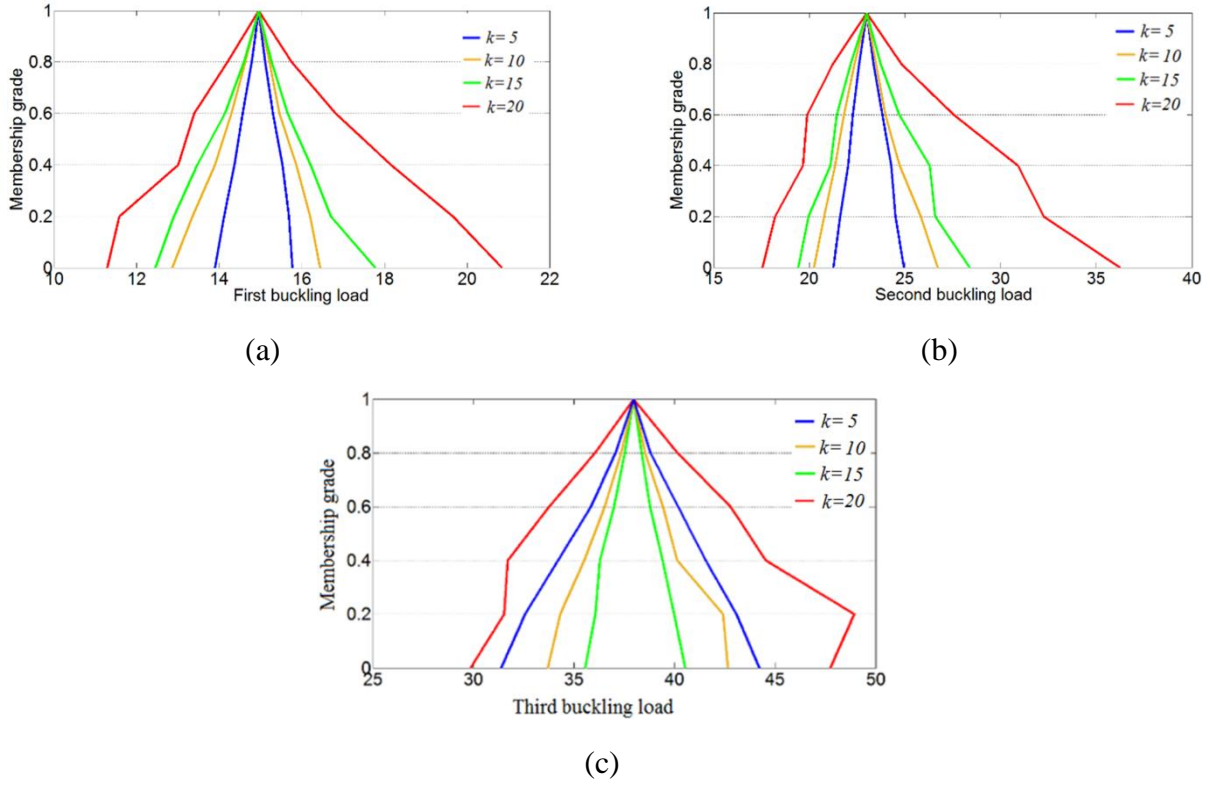 Membership grade
1
0.8
0.6
0.4
0.2
0
10
12
14
16
18
20
22
First buckling load
k= 5
k= 10
k=15
k=20
(a)
Membership grade
1
0.8
0.6
0.4
0.2
0
15
20
25
30
35
40
Second buckling load
k= 5
k= 10
k=15
k=20
(b)
Membership grade
1
0.8
0.6
0.4
0.2
0
25
30
35
40
45
50
Third buckling load
k= 5
k= 10
k=15
k=20
(c)